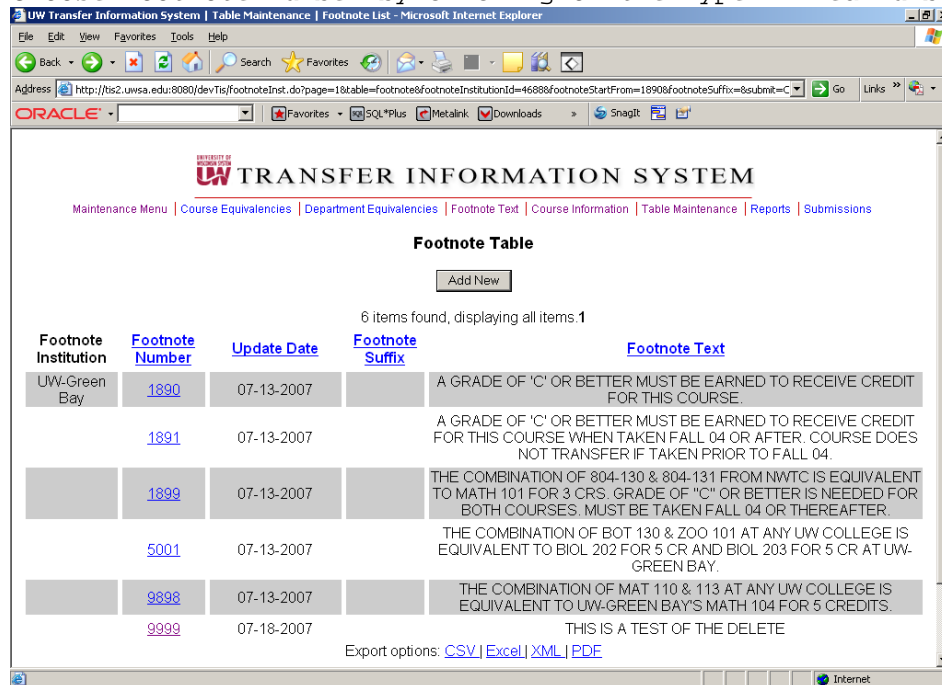 UW Transfer Information System | Table Maintenance | Footnote List - Microsoft Internet Explorer
File Edit View Favorites Tools Help
Back Search Favorites
Address http://tis2.uwsa.edu:8080/devTis/footnoteInst.do?page=1&table=footnote&footnoteInstitutionId=46888&footnoteStartFrom=1890&footnoteSuffix=&submit=C Go Links »
ORACLE Favorites SQL*Plus Metalink Downloads » SnagIt
UNIVERSITY OF
WISCONSIN SYSTEM
UW TRANSFER INFORMATION SYSTEM
Maintenance Menu | Course Equivalencies | Department Equivalencies | Footnote Text | Course Information | Table Maintenance | Reports | Submissions
Footnote Table
Add New
6 items found, displaying all items.1
Footnote Institution Footnote Number Update Date Footnote Suffix Footnote Text
UW-Green Bay 1890 07-13-2007 A GRADE OF 'C' OR BETTER MUST BE EARNED TO RECEIVE CREDIT
FOR THIS COURSE.
1891 07-13-2007 A GRADE OF 'C' OR BETTER MUST BE EARNED TO RECEIVE CREDIT
FOR THIS COURSE WHEN TAKEN FALL 04 OR AFTER. COURSE DOES
NOT TRANSFER IF TAKEN PRIOR TO FALL 04.
1899 07-13-2007 THE COMBINATION OF 804-130 & 804-131 FROM NWTC IS EQUIVALENT
TO MATH 101 FOR 3 CRS. GRADE OF "C" OR BETTER IS NEEDED FOR
BOTH COURSES. MUST BE TAKEN FALL 04 OR THEREAFTER.
5001 07-13-2007 THE COMBINATION OF BOT 130 & ZOO 101 AT ANY UW COLLEGE IS
EQUIVALENT TO BIOL 202 FOR 5 CR AND BIOL 203 FOR 5 CR AT UW-
GREEN BAY.
9898 07-13-2007 THE COMBINATION OF MAT 110 & 113 AT ANY UW COLLEGE IS
EQUIVALENT TO UW-GREEN BAY'S MATH 104 FOR 5 CREDITS.
9999 07-18-2007 THIS IS A TEST OF THE DELETE
Export options: CSV | Excel | XML | PDF
Internet